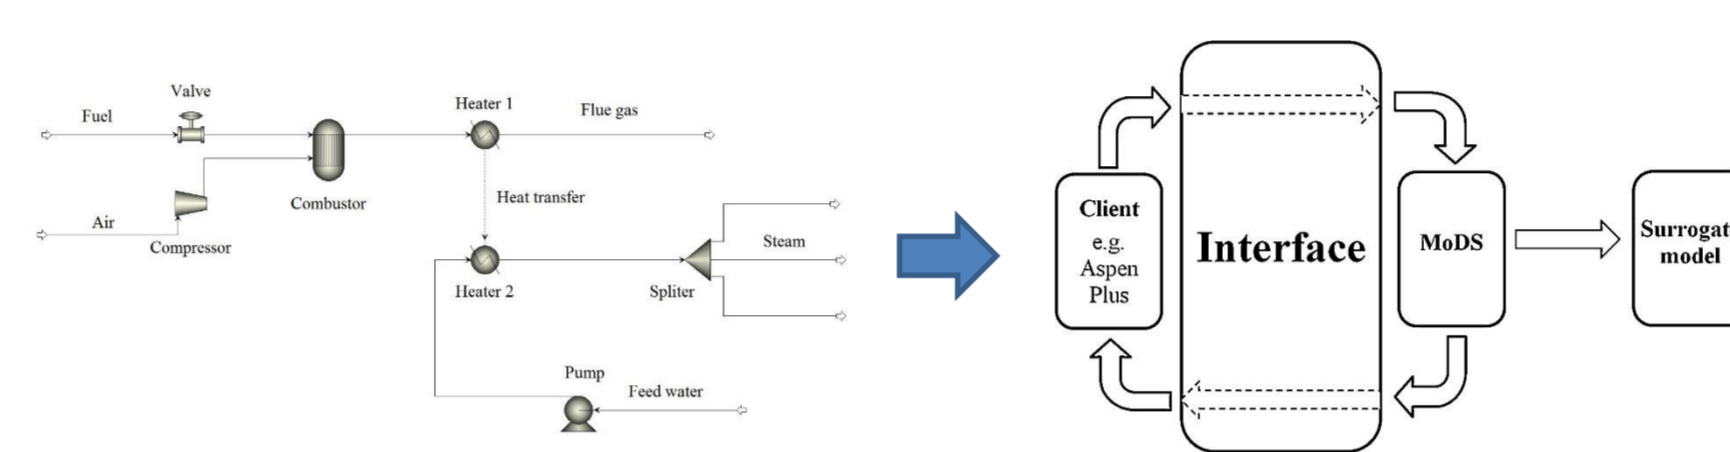 Valve
Fuel
Heater 1
Flue gas
Combustor
Heat transfer
Air
Compressor
Steam
Heater 2
Spliter
Pump
Feed water
Client
e.g.
Aspen
Plus
Interface
MoDS
Surrogat
model